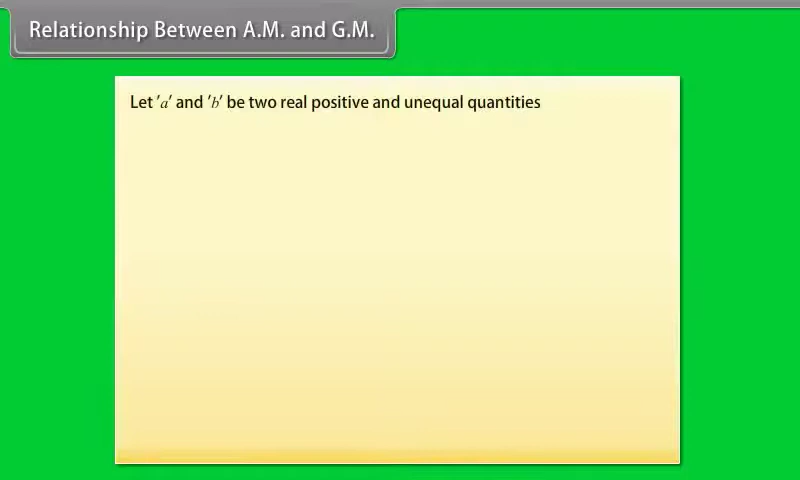 Relationship Between A.M. and G.M.
Let 'a' and 'b' be two real positive and unequal quantities